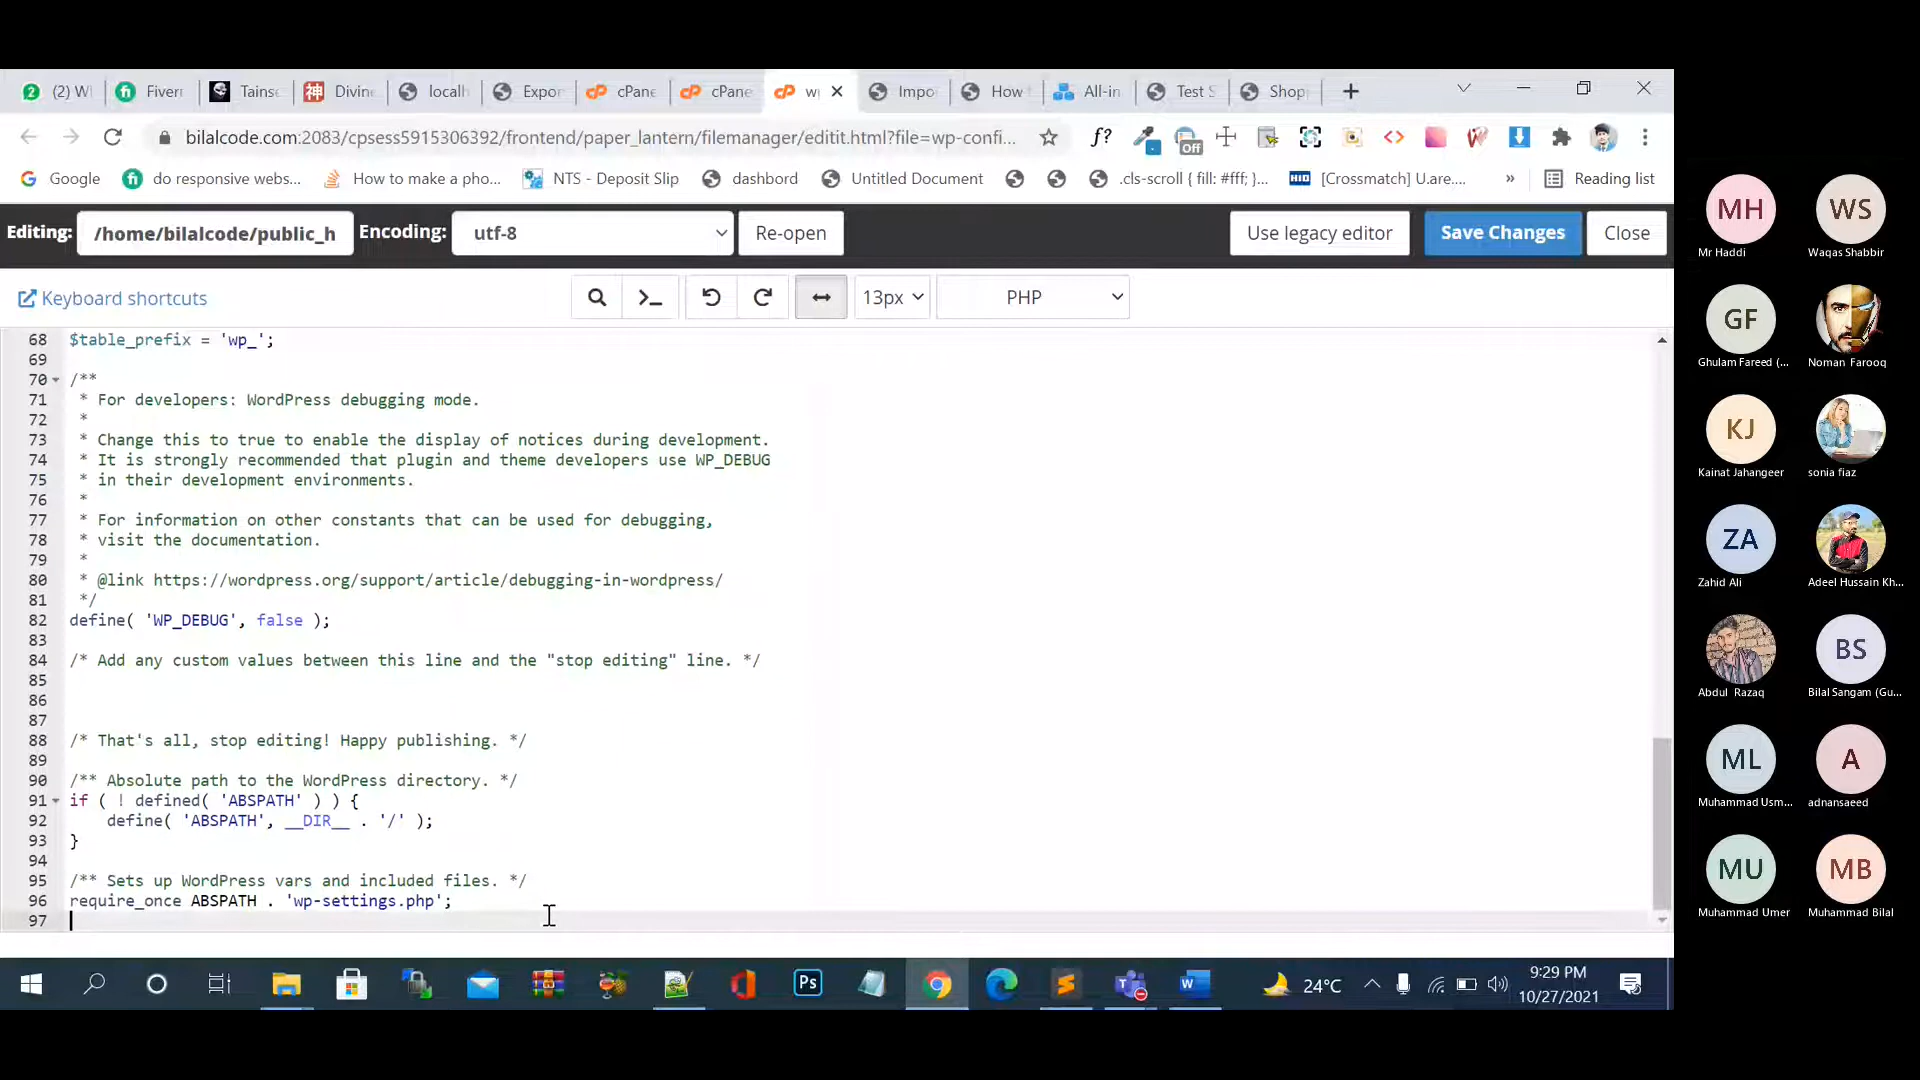 (2) W
Fiver
Tains
Divin
localh
Expo
cPane
cPane
w
Impo
How
All-in
Test S
Shop
bilalcode.com:2083/cpsess5915306392/frontend/paper_lantern/filemanager/editit.html?file=wp-confi...
f?
Off
Google
do responsive webs...
How to make a pho...
NTS - Deposit Slip
dashbord
Untitled Document
.cls-scroll { fill: #fff; }...
HID
[Crossmatch] U.are....
»
Reading list
Editing:
/home/bilalcode/public_h
Encoding:
utf-8
Re-open
Use legacy editor
Save Changes
Close
Keyboard shortcuts
13px
PHP
68 $table_prefix = 'wp_';
69
70 /**
71 * For developers: WordPress debugging mode.
72 *
73 * Change this to true to enable the display of notices during development.
74 * It is strongly recommended that plugin and theme developers use WP_DEBUG
75 * in their development environments.
76 *
77 * For information on other constants that can be used for debugging,
78 * visit the documentation.
79 *
80 * @link https://wordpress.org/support/article/debugging-in-wordpress/
81 */
82 define( 'WP_DEBUG', false );
83
84 /* Add any custom values between this line and the "stop editing" line. */
85
86
87
88 /* That's all, stop editing! Happy publishing. */
89
90 /** Absolute path to the WordPress directory. */
91 if ( ! defined( 'ABSPATH' ) ) {
92 define( 'ABSPATH', __DIR__ . '/' );
93 }
94
95 /** Sets up WordPress vars and included files. */
96 require_once ABSPATH . 'wp-settings.php';
97
MH
Mr Haddi
WS
Waqas Shabbir
GF
Ghulam Fareed (...
Noman Farooq
KJ
Kainat Jahangeer
sonia fiaz
ZA
Zahid Ali
Adeel Hussain Kh...
Abdul Razaq
BS
Bilal Sangam (Gu...
ML
Muhammad Usm...
A
adnansaeed
MU
Muhammad Umer
MB
Muhammad Bilal
Ps
24°C
9:29 PM
10/27/2021